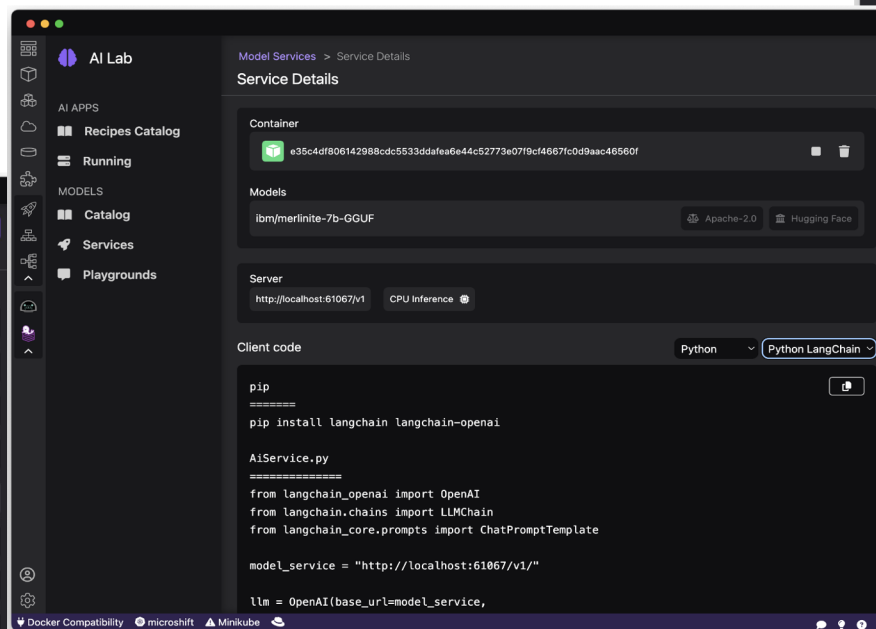 AI Lab
AI APPS
Recipes Catalog
Running
MODELS
Catalog
Services
Playgrounds
Model Services > Service Details
Service Details
Container
e35c4df806142988cdc5533ddafea6e44c52773e07f9cf4667fc0d9aac46560f
Models
ibm/merlinite-7b-GGUF Apache-2.0 Hugging Face
Server
http://localhost:61067/v1 CPU Inference
Client code Python Python LangChain
pip
=======
pip install langchain langchain-openai
AiService.py
==============
from langchain_openai import OpenAI
from langchain.chains import LLMChain
from langchain_core.prompts import ChatPromptTemplate
model_service = "http://localhost:61067/v1/"
llm = OpenAI(base_url=model_service,
Docker Compatibility microshift Minikube